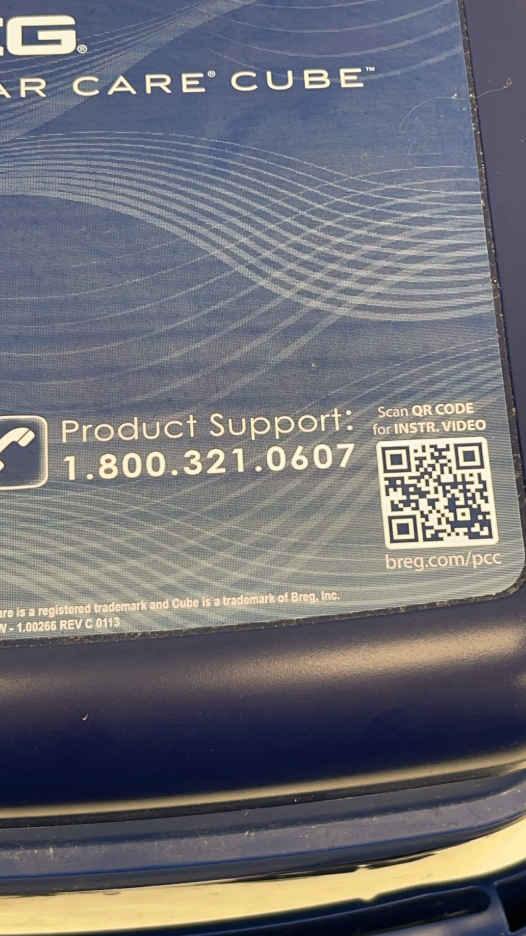 EG®
AR CARE® CUBE™
Product Support:
1.800.321.0607
Scan QR CODE
for INSTR. VIDEO
breg.com/pcc
are is a registered trademark and Cube is a trademark of Breg, Inc.
W - 1.00266 REV C 0113